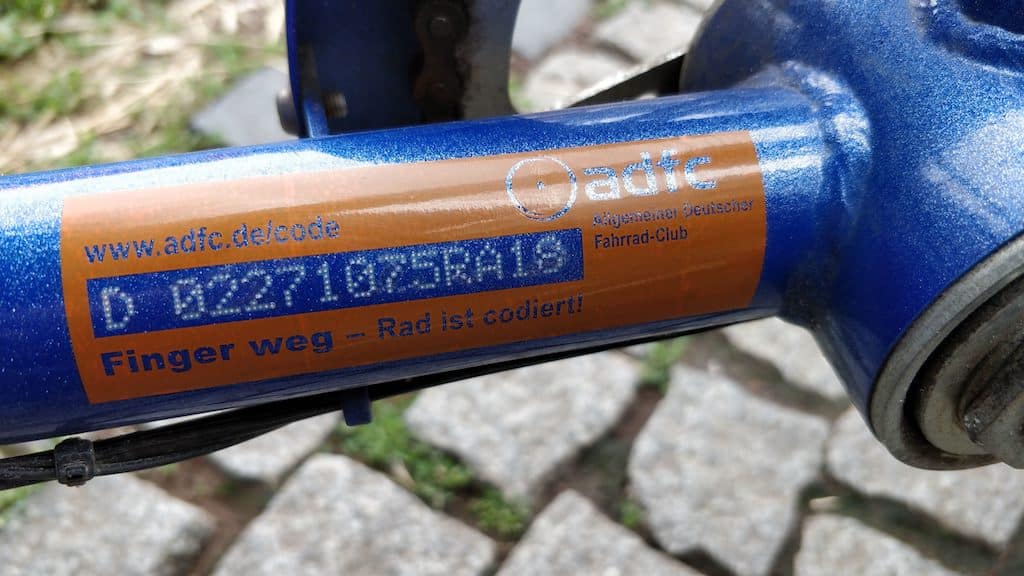 adfc
Allgemeiner Deutscher
Fahrrad-Club
www.adfc.de/code
D 02271075RA18
Finger weg – Rad ist codiert!